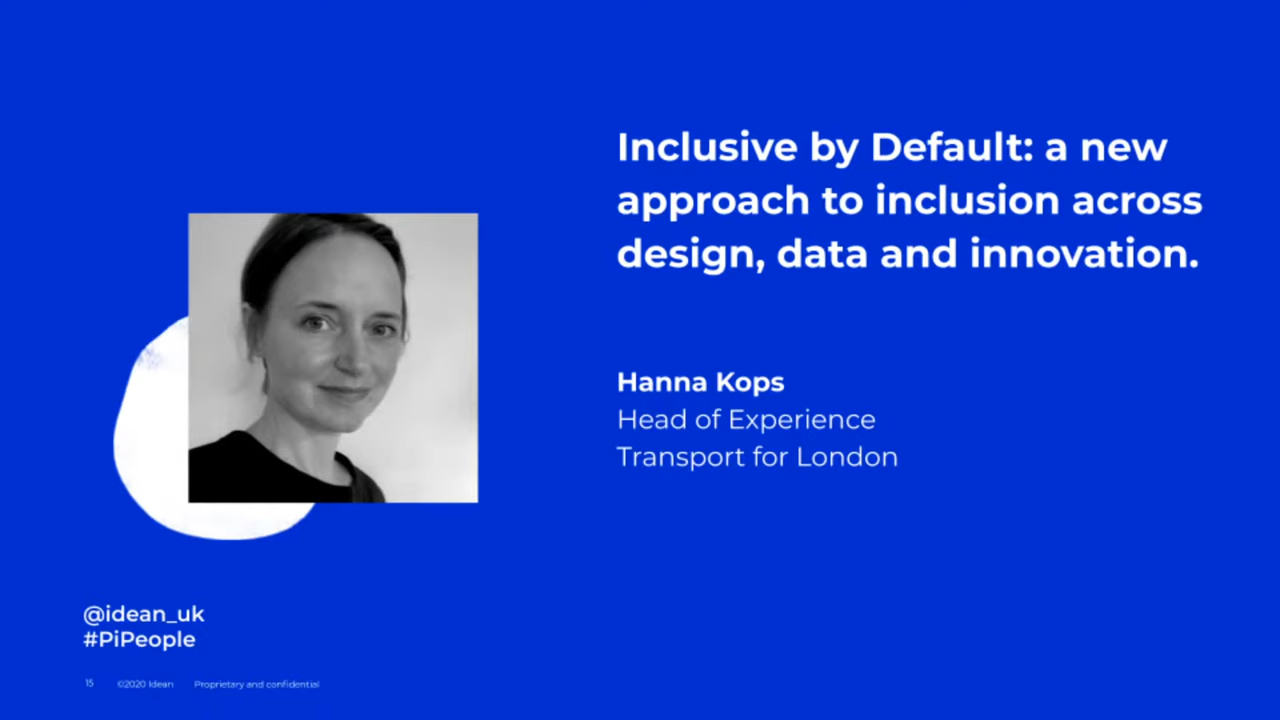 Inclusive by Default: a new
approach to inclusion across
design, data and innovation.
Hanna Kops
Head of Experience
Transport for London
@idean_uk
#PiPeople
15 ©2020 Idean Proprietary and confidential